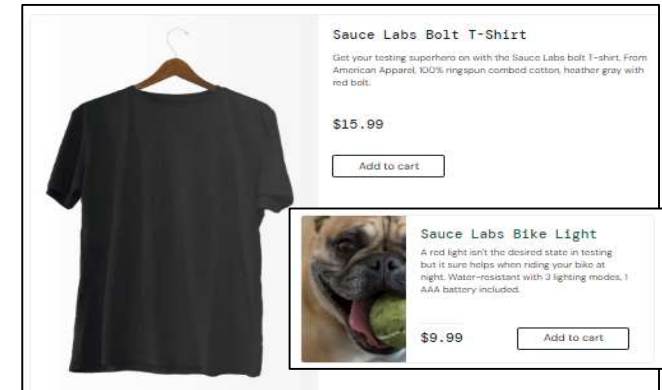 Sauce Labs Bolt T-Shirt
Get your testing superhero on with the Sauce Labs bolt T-shirt. From
American Apparel, 100% ringspun combed cotton, heather gray with
red bolt.
$15.99
Add to cart
Sauce Labs Bike Light
A red light isn't the desired state in testing
but it sure helps when riding your bike at
night. Water-resistant with 3 lighting modes, 1
AAA battery included.
$9.99
Add to cart